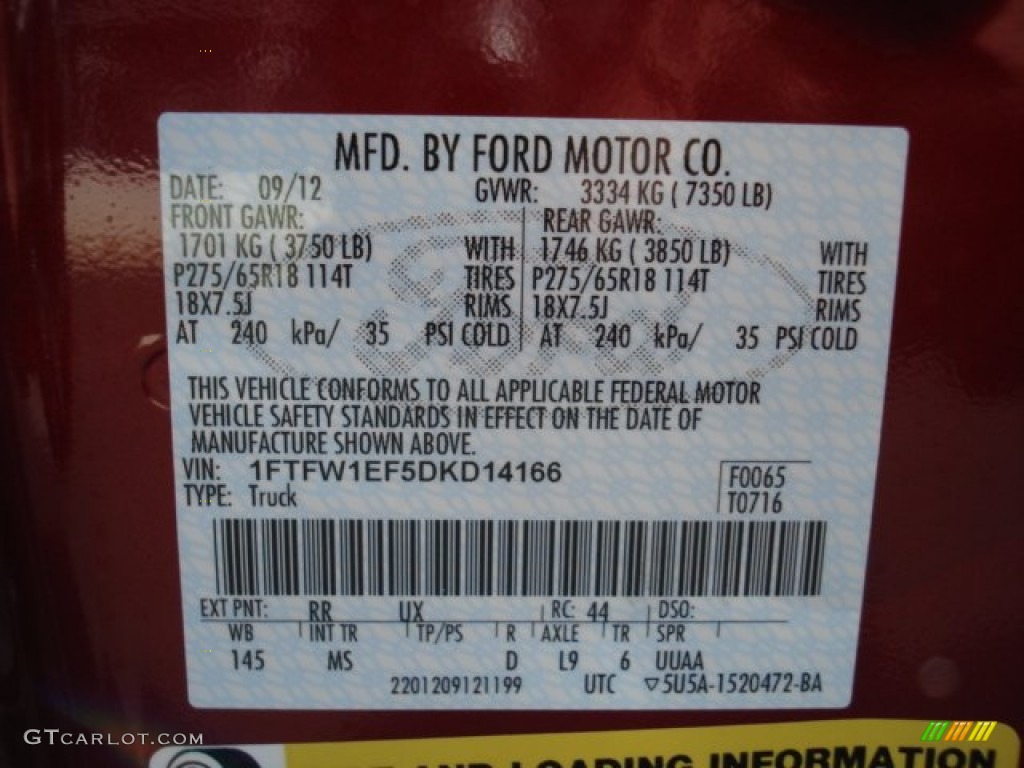 MFD. BY FORD MOTOR CO.
DATE: 09/12 GVWR: 3334 KG ( 7350 LB)
FRONT GAWR: REAR GAWR:
1701 KG ( 3750 LB) WITH 1746 KG ( 3850 LB) WITH
P275/65R18 114T TIRES P275/65R18 114T TIRES
18X7.5J RIMS 18X7.5J RIMS
AT 240 kPa/ 35 PSI COLD AT 240 kPa/ 35 PSI COLD
THIS VEHICLE CONFORMS TO ALL APPLICABLE FEDERAL MOTOR
VEHICLE SAFETY STANDARDS IN EFFECT ON THE DATE OF
MANUFACTURE SHOWN ABOVE.
VIN: 1FTFW1EF5DKD14166 F0065
TYPE: Truck T0716
EXT PNT: RR UX RC: 44 DSO:
WB INT TR TP/PS R AXLE TR SPR
145 MS D L9 6 UUAA
2201209121199 UTC ▽5U5A-1520472-BA
GTCARLOT.COM
AND LOADING INFORMATION